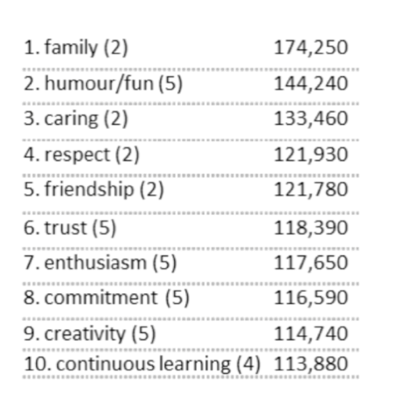 1. family (2) 174,250
2. humour/fun (5) 144,240
3. caring (2) 133,460
4. respect (2) 121,930
5. friendship (2) 121,780
6. trust (5) 118,390
7. enthusiasm (5) 117,650
8. commitment (5) 116,590
9. creativity (5) 114,740
10. continuous learning (4) 113,880